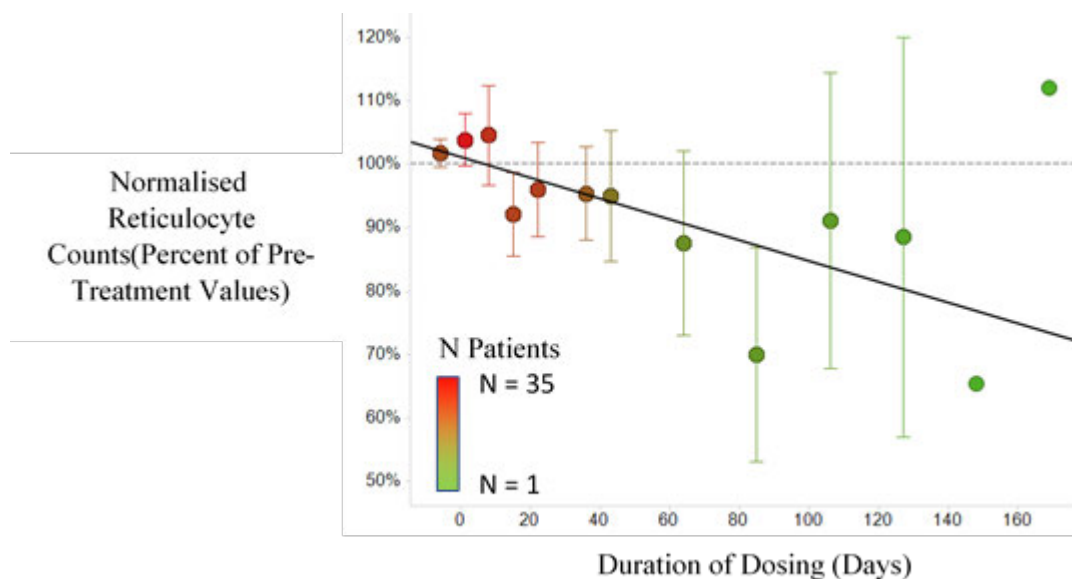 120%
110%
100%
90%
80%
70%
60%
50%
Normalised
Reticulocyte
Counts(Percent of Pre-
Treatment Values)
N Patients
N = 35
N = 1
0 20 40 60 80 100 120 140 160
Duration of Dosing (Days)